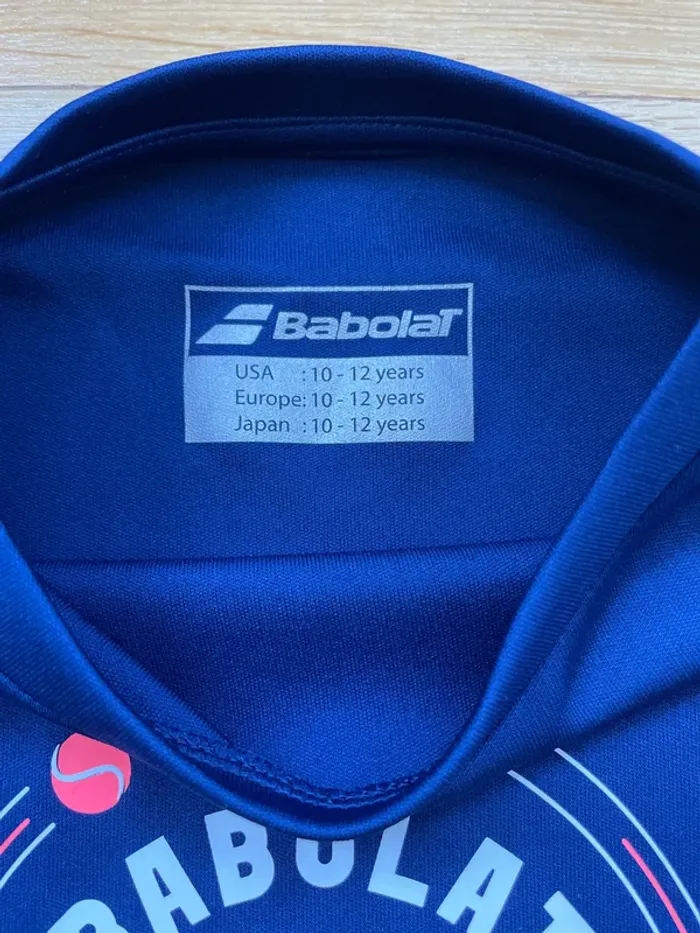 BabolaT
USA : 10 - 12 years
Europe: 10 - 12 years
Japan : 10 - 12 years
BABOLAT